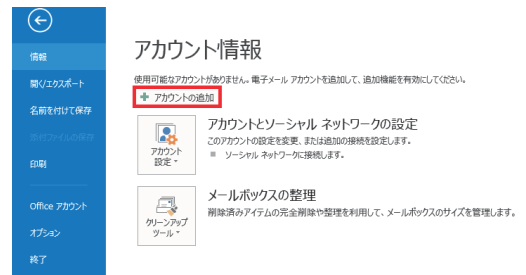 アカウント情報
情報
使用可能なアカウントがありません。電子メール アカウントを追加して、追加機能を有効にしてください。
開く/エクスポート
アカウントの追加
名前を付けて保存
アカウントとソーシャル ネットワークの設定
このアカウントの設定を変更、または追加の接続を設定します。
添付ファイルの保存
ソーシャル ネットワークに接続します。
アカウント
設定
印刷
メールボックスの整理
削除済みアイテムの完全削除や整理を利用して、メールボックスのサイズを管理します。
Office アカウント
クリーンアップ
ツール
オプション
終了